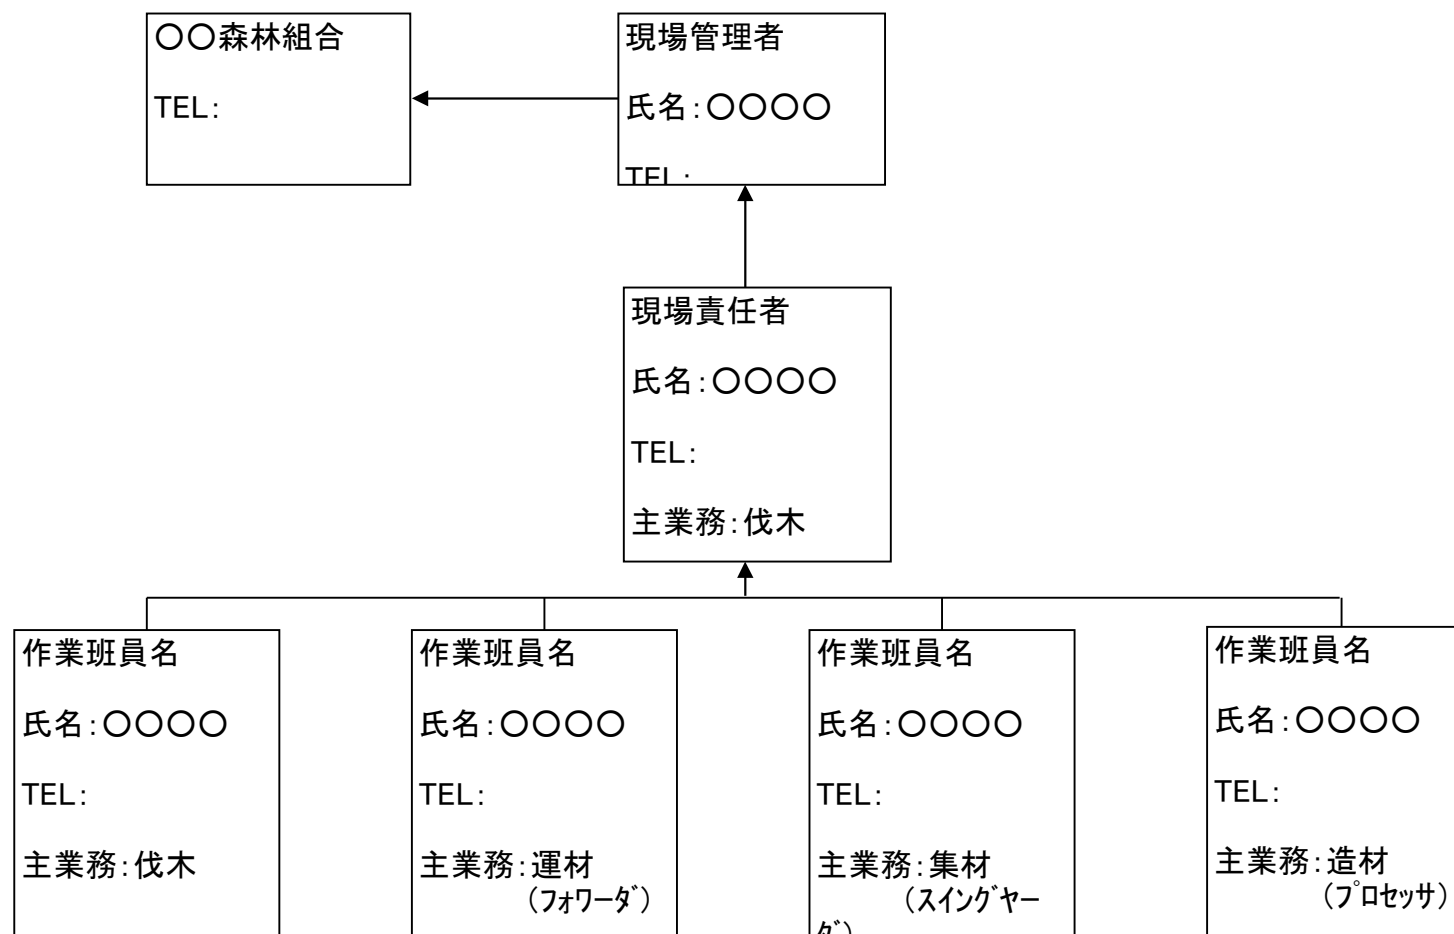 〇〇森林組合
TEL：
現場管理者
氏名：〇〇〇〇
TEL：
現場責任者
氏名：〇〇〇〇
TEL：
主業務：伐木
作業班員名
氏名：〇〇〇〇
TEL：
主業務：伐木
作業班員名
氏名：〇〇〇〇
TEL：
主業務：運材
（ﾌｫﾜｰﾀﾞ）
作業班員名
氏名：〇〇〇〇
TEL：
主業務：集材
（ｽｲﾝｸﾞﾔｰ
ﾀﾞ）
作業班員名
氏名：〇〇〇〇
TEL：
主業務：造材
（ﾌﾟﾛｾｯｻ）